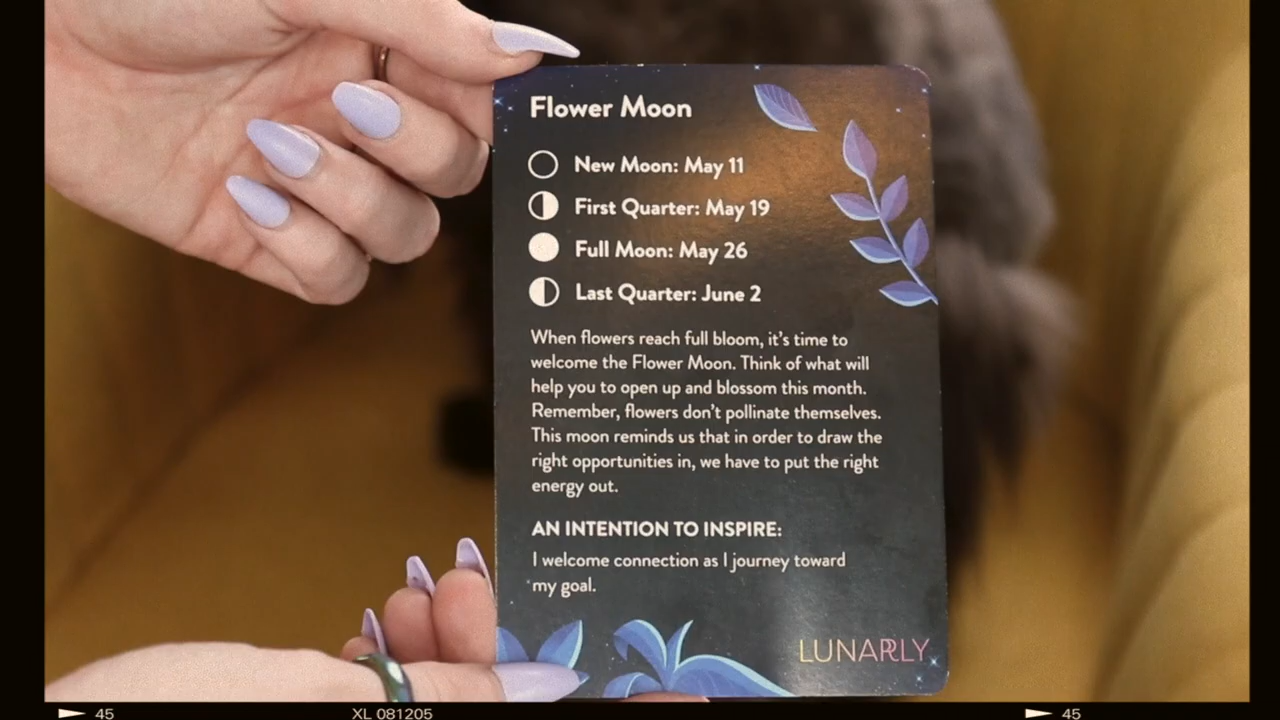 Flower Moon
New Moon: May 11
First Quarter: May 19
Full Moon: May 26
Last Quarter: June 2
When flowers reach full bloom, it's time to
welcome the Flower Moon. Think of what will
help you to open up and blossom this month.
Remember, flowers don't pollinate themselves.
This moon reminds us that in order to draw the
right opportunities in, we have to put the right
energy out.
AN INTENTION TO INSPIRE:
I welcome connection as I journey toward
my goal.
LUNARLY
45
XL 081205
45